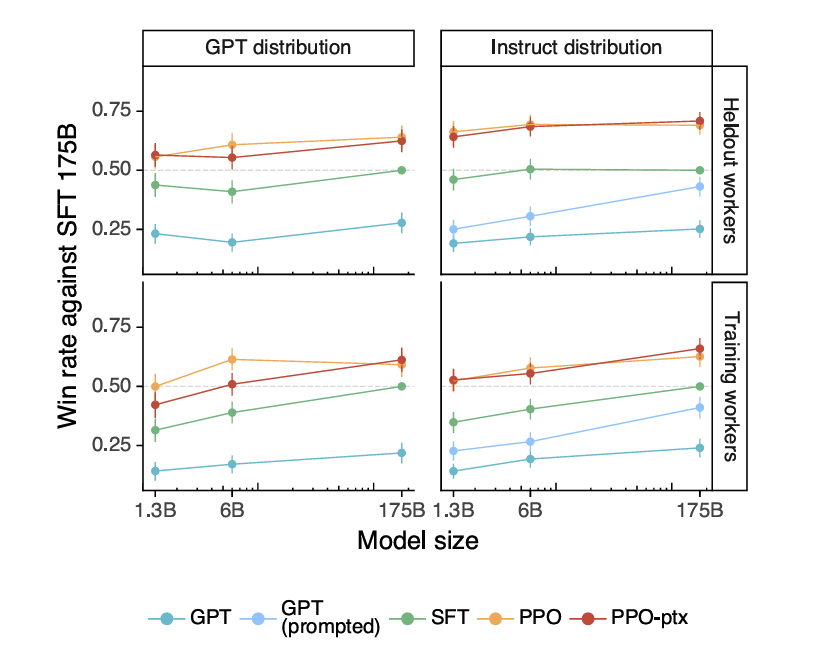 GPT distribution
Instruct distribution
Win rate against SFT 175B
0.75
0.50
0.25
Heldout workers
0.75
0.50
0.25
Training workers
1.3B
6B
175B
1.3B
6B
175B
Model size
GPT
GPT
(prompted)
SFT
PPO
PPO-ptx